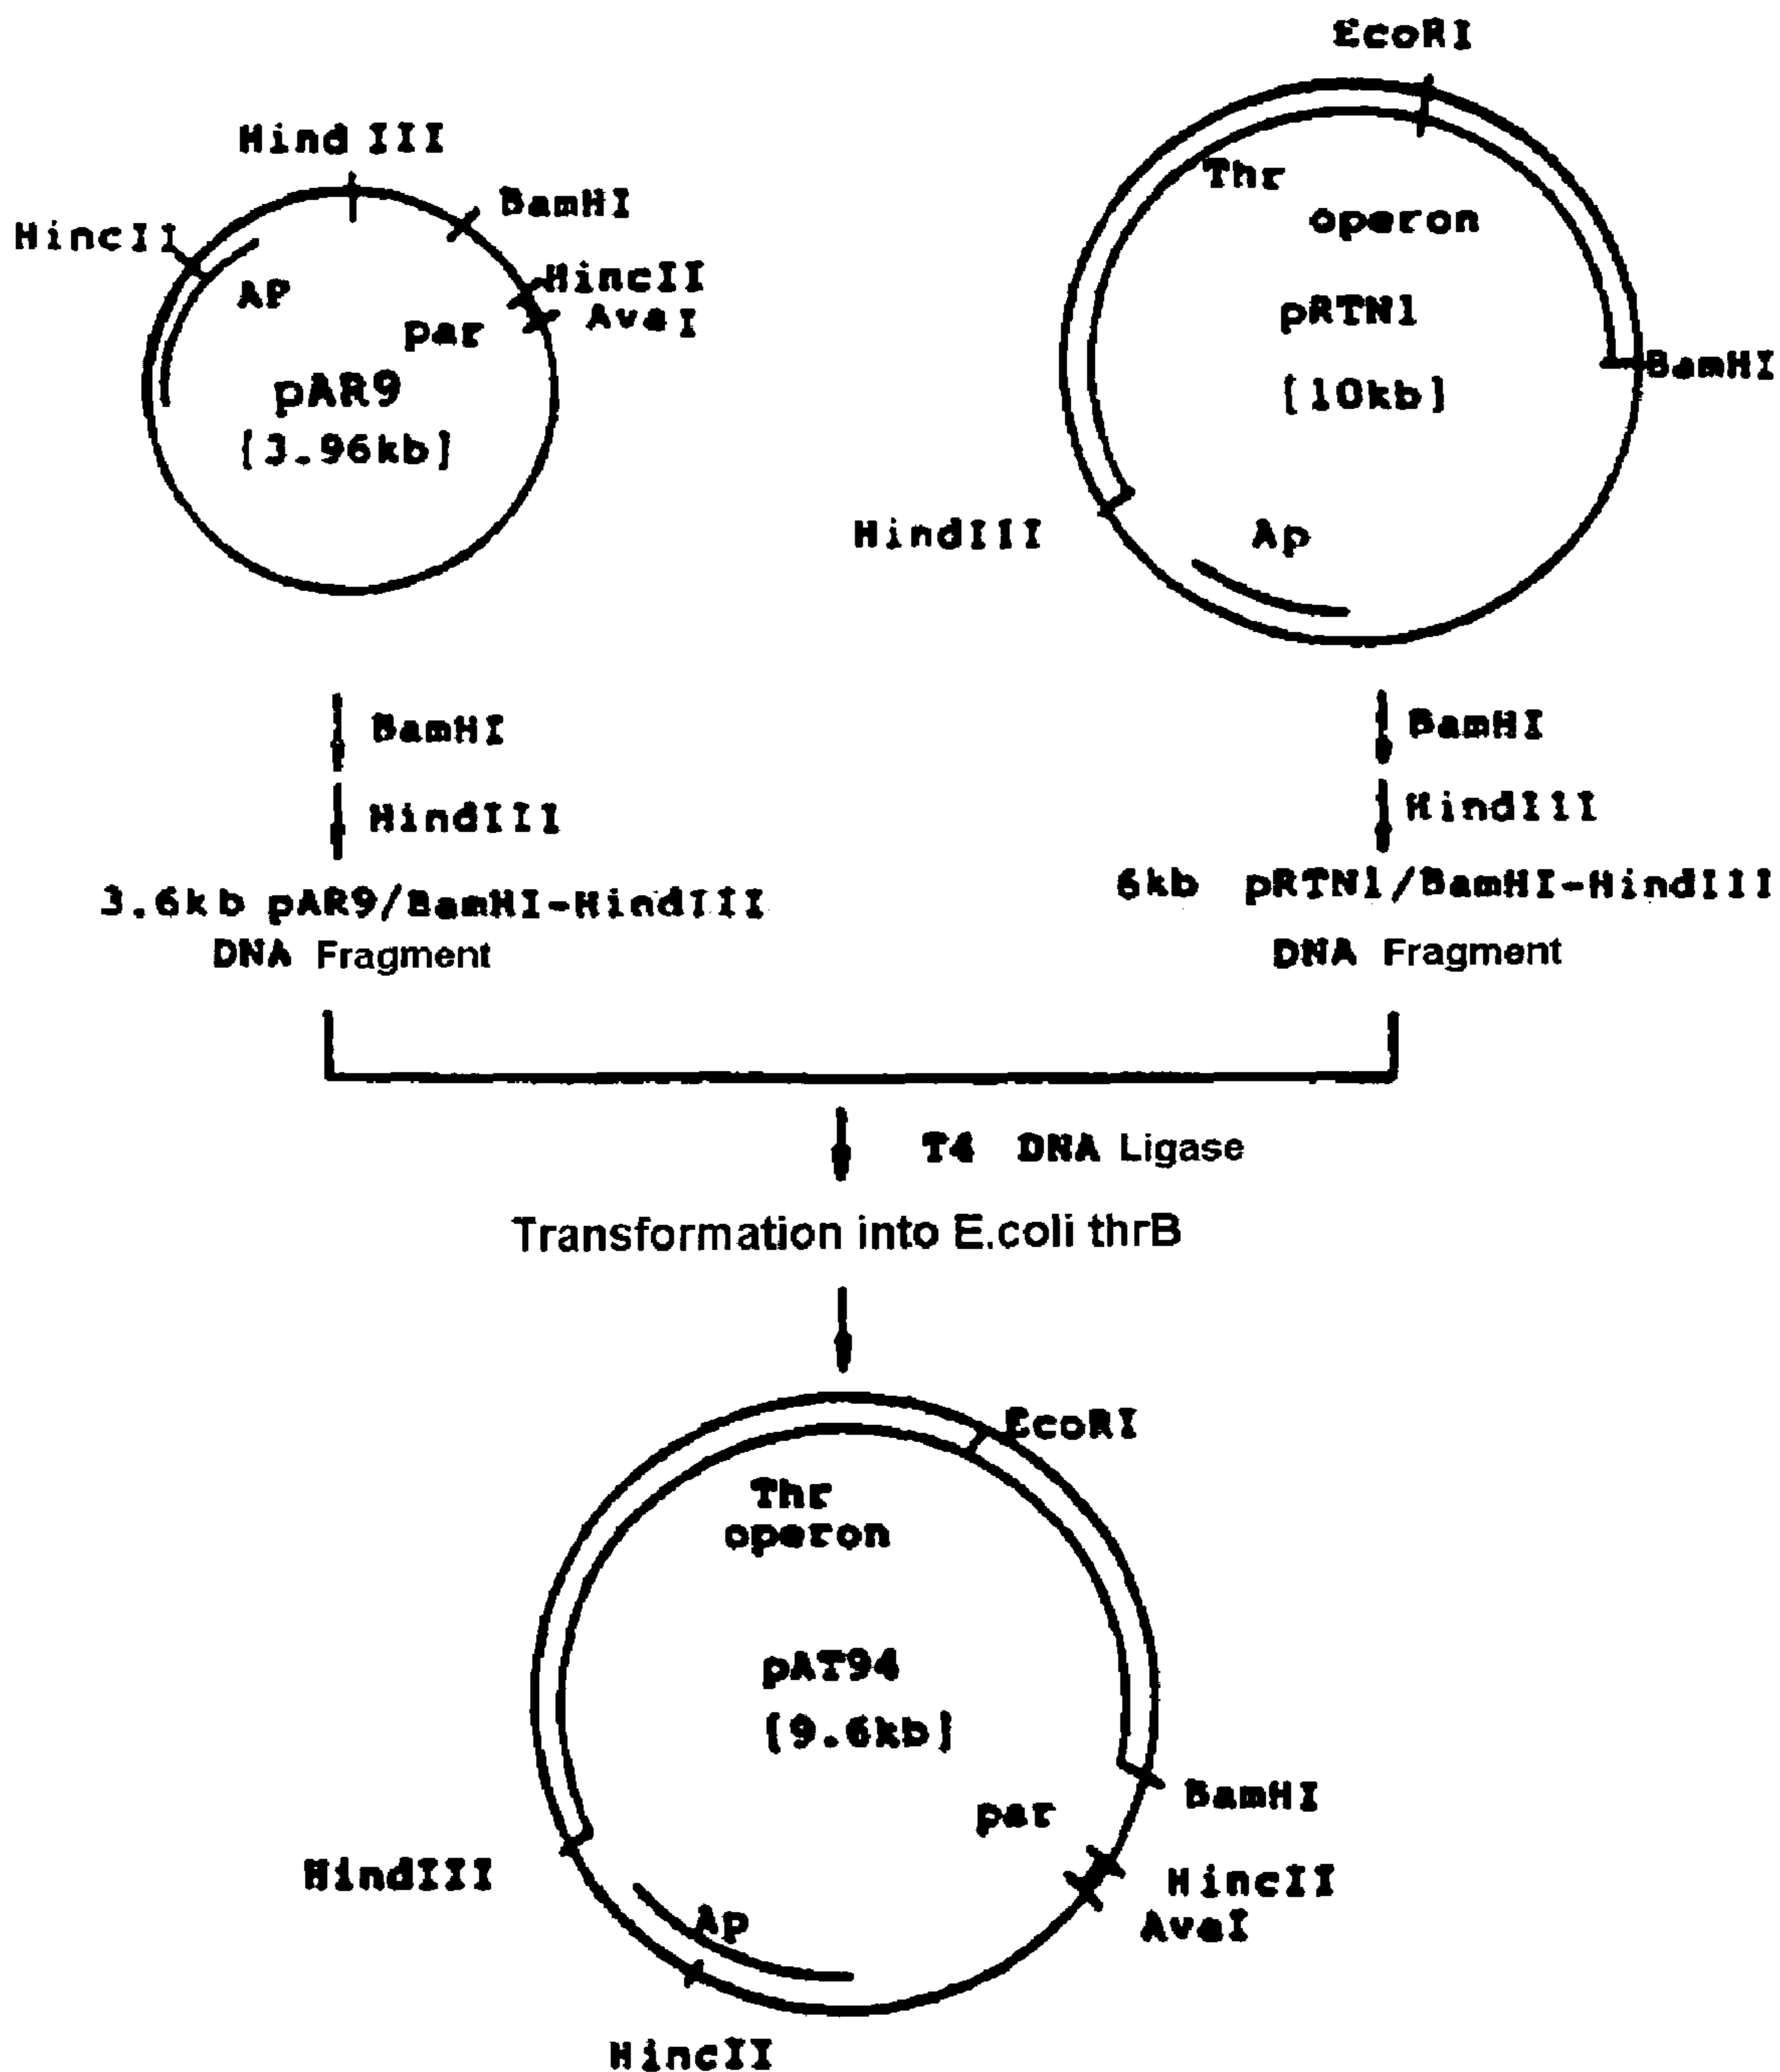 EcoRI
Hind III
BamHI
HincII
HincII
AvaI
AP
par
pAR9
[3.96kb]
Thr
operon
pRTN1
[10kb]
BamHI
HindIII
Ap
BamHI
HindIII
3.6kb pAR9/BamHI-HindIII
DNA Fragment
BamHI
HindIII
6kb pRTN1/BamHI-HindIII
DNA Fragment
T4 DNA Ligase
Transformation into E.coli thrB
EcoRI
Thr
operon
pAT94
[9.6kb]
BamHI
par
HincII
AvaI
HindIII
Ap
HincII